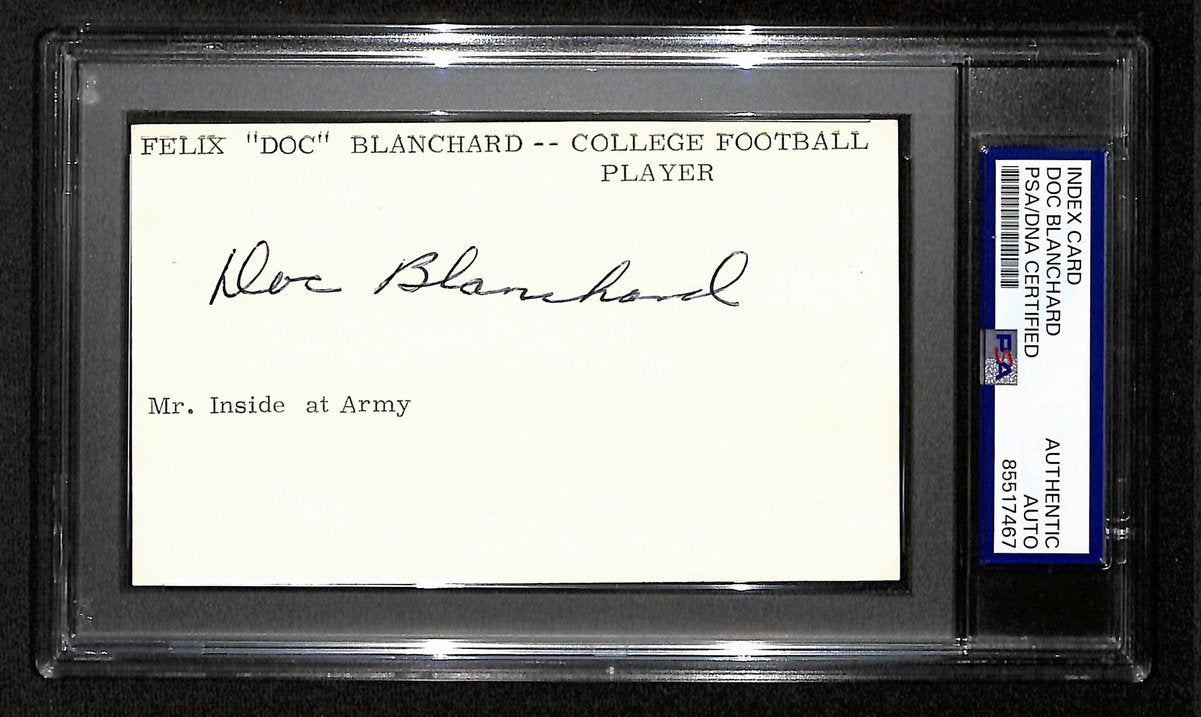 FELIX "DOC" BLANCHARD -- COLLEGE FOOTBALL
PLAYER
Doc Blanchard
Mr. Inside at Army
INDEX CARD
DOC BLANCHARD
PSA/DNA CERTIFIED
PSA
AUTHENTIC
AUTO
85517467